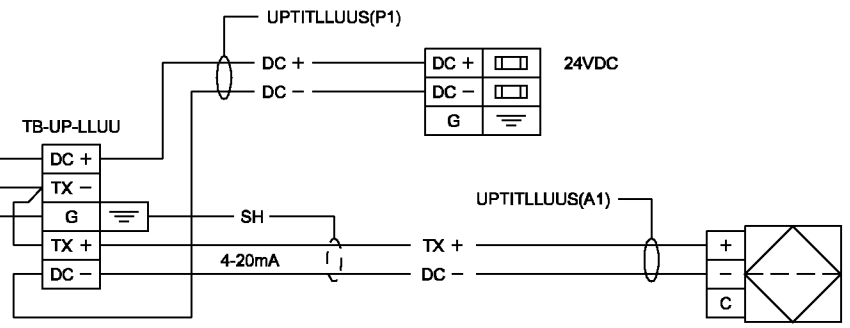 UPTITLLUUS(P1)
DC + DC + 24VDC
DC − DC −
G
TB-UP-LLUU
DC +
TX −
UPTITLLUUS(A1)
G SH
TX + TX + +
4-20mA
DC − DC − −
C